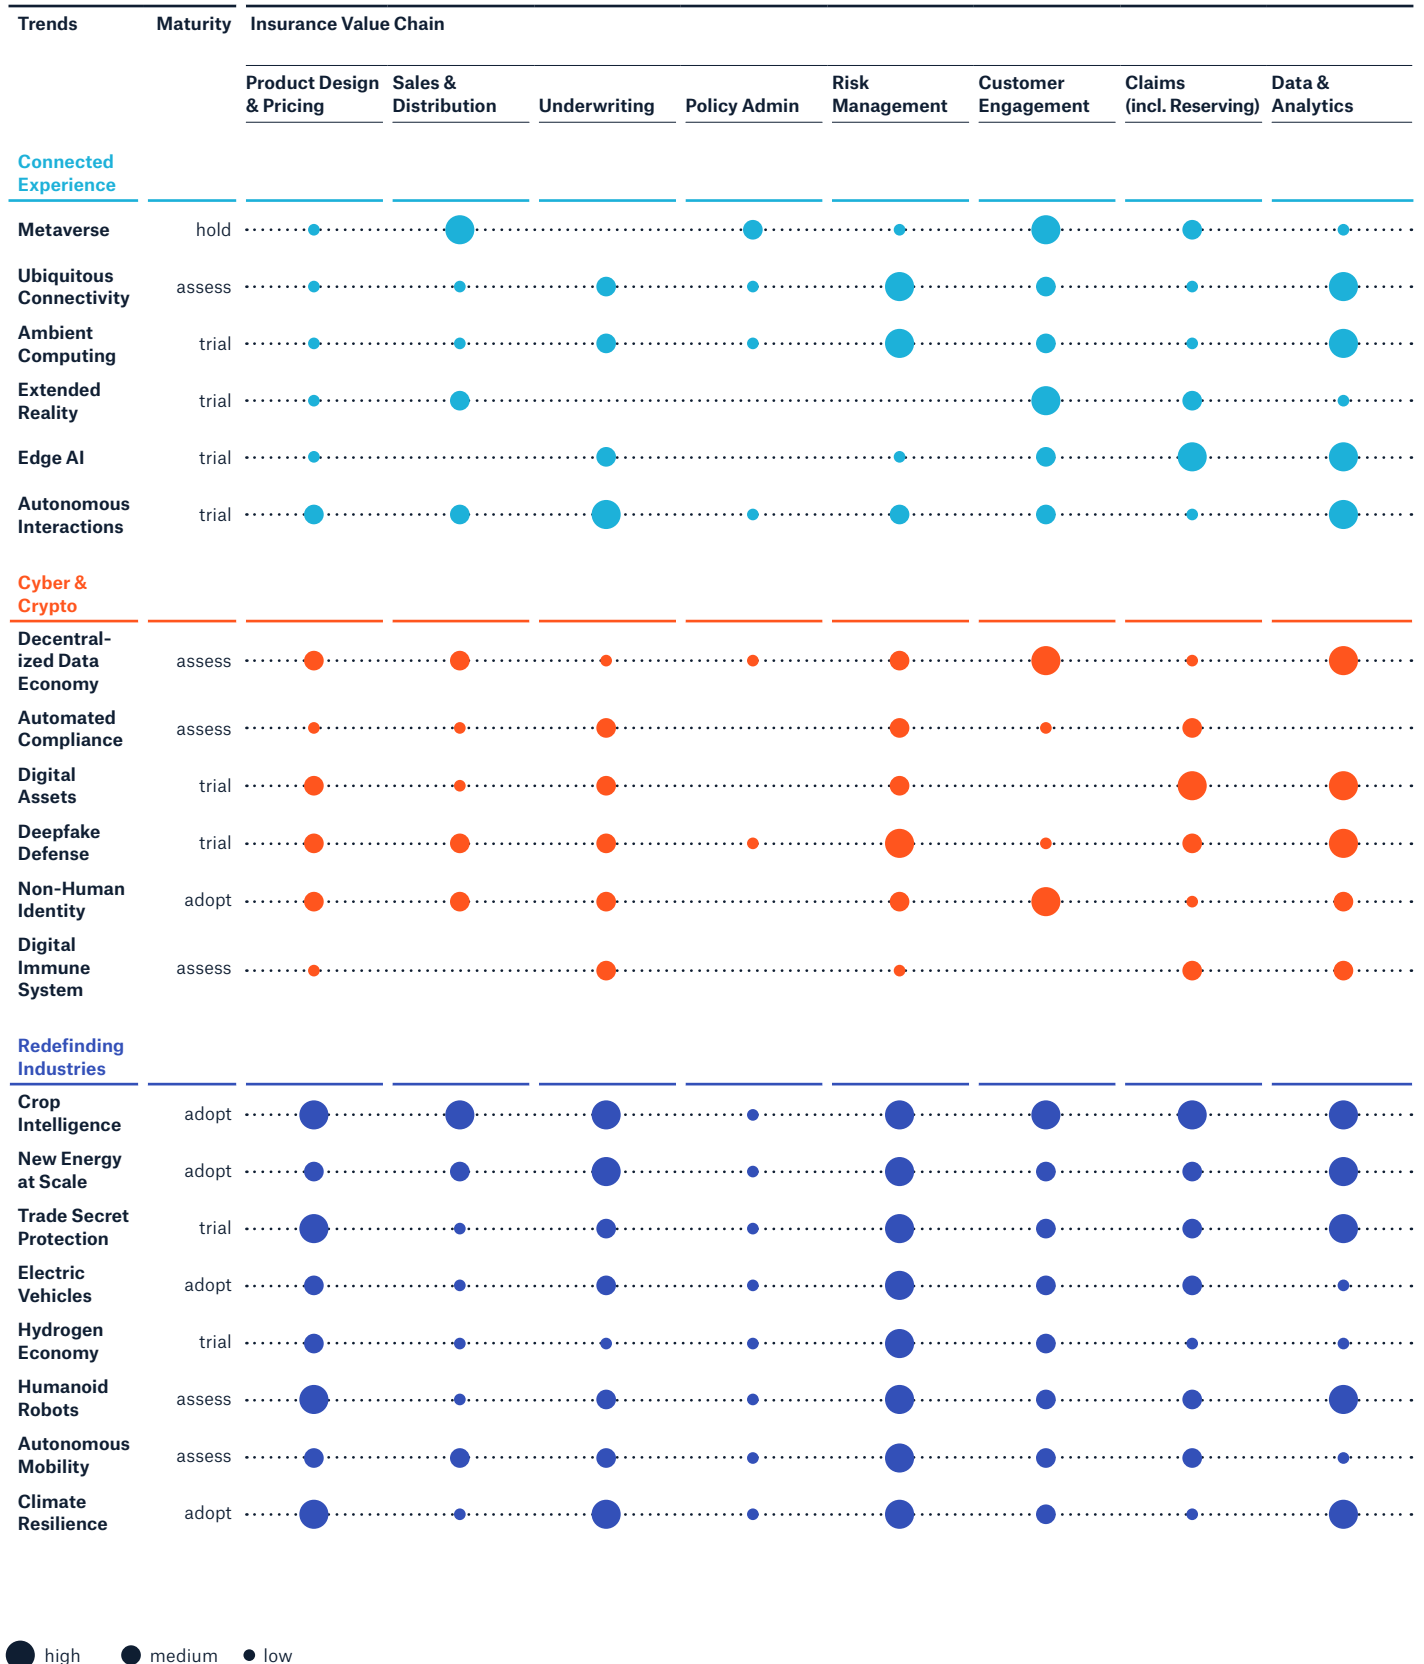 Trends Maturity Insurance Value Chain
Product Design Sales & Risk Customer Claims Data &
& Pricing Distribution Underwriting Policy Admin Management Engagement (incl. Reserving) Analytics
Connected
Experience
Metaverse hold
Ubiquitous
Connectivity assess
Ambient
Computing trial
Extended
Reality trial
Edge AI trial
Autonomous
Interactions trial
Cyber &
Crypto
Decentral-
ized Data assess
Economy
Automated
Compliance assess
Digital
Assets trial
Deepfake
Defense trial
Non-Human
Identity adopt
Digital
Immune assess
System
Redefinding
Industries
Crop
Intelligence adopt
New Energy
at Scale adopt
Trade Secret
Protection trial
Electric
Vehicles adopt
Hydrogen
Economy trial
Humanoid
Robots assess
Autonomous
Mobility assess
Climate
Resilience adopt
high medium low